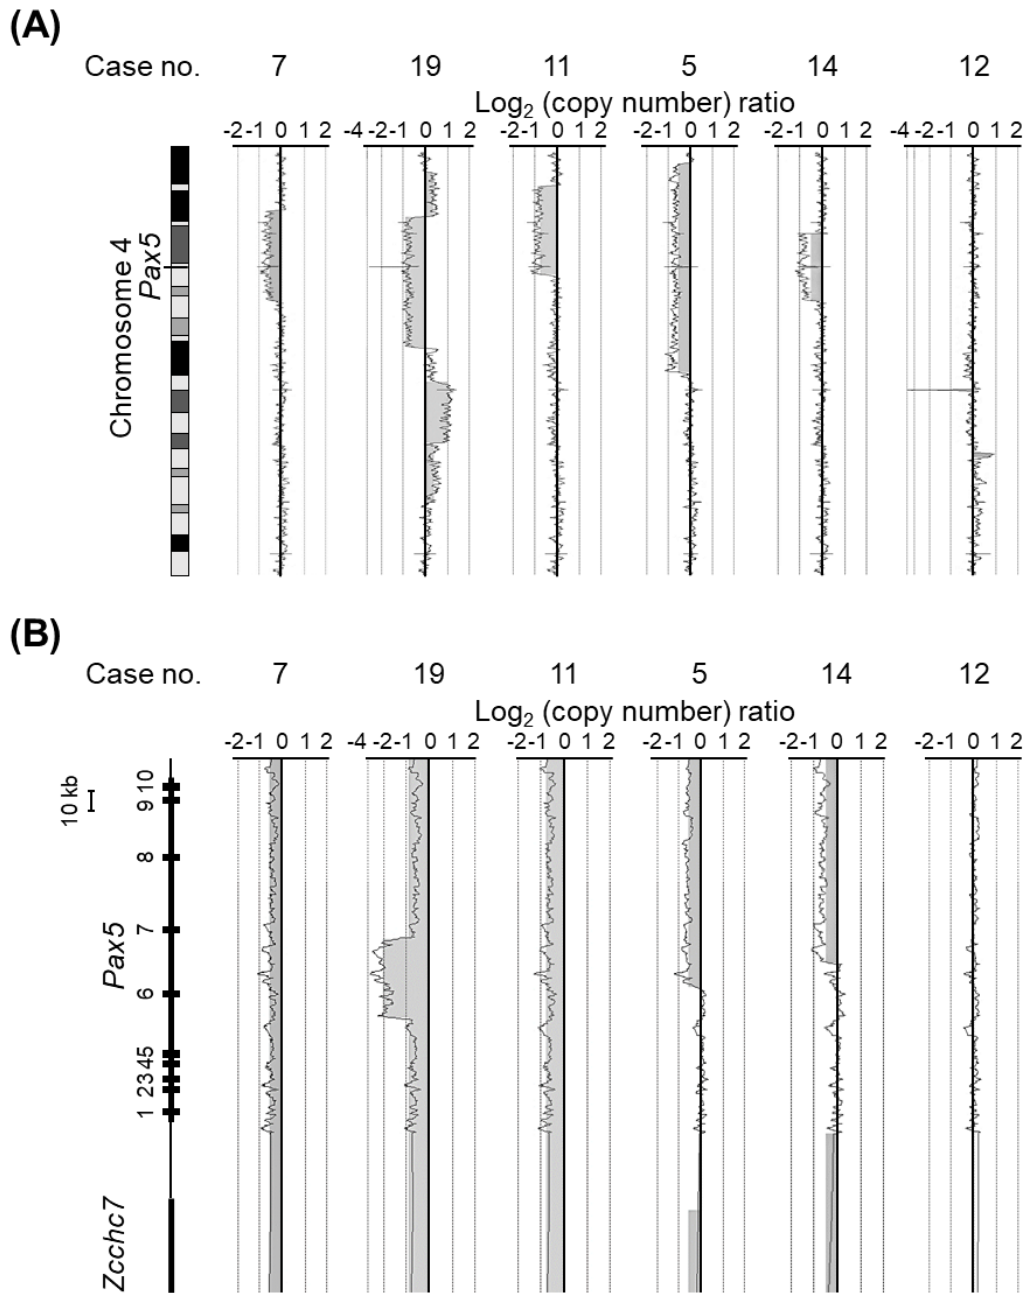 (A)
Case no. 7 19 11 5 14 12
Log2 (copy number) ratio
-2 -1 0 1 2 -4 -2 -1 0 1 2 -2 -1 0 1 2 -2 -1 0 1 2 -2 -1 0 1 2 -4 -2 -1 0 1 2
Chromosome 4
Pax5
(B)
Case no. 7 19 11 5 14 12
Log2 (copy number) ratio
-2 -1 0 1 2 -4 -2 -1 0 1 2 -2 -1 0 1 2 -2 -1 0 1 2 -2 -1 0 1 2 -2 -1 0 1 2
10 kb
Pax5
Zcchc7
1 2 3 4 5 6 7 8 9 10